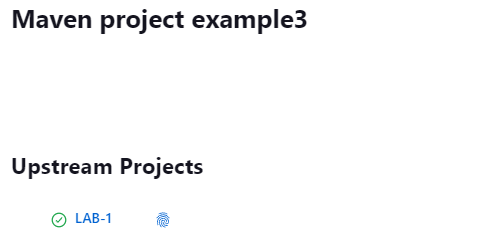 Maven project example3
Upstream Projects
LAB-1